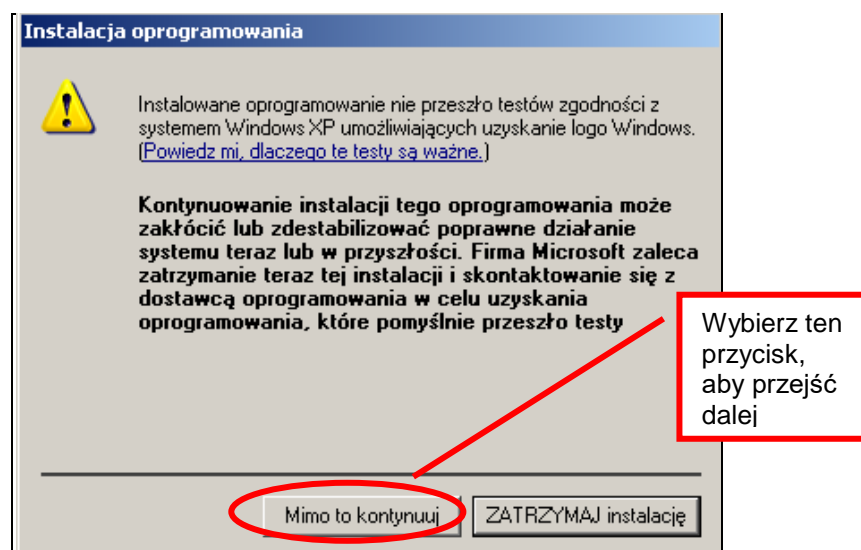 Instalacja oprogramowania
Instalowane oprogramowanie nie przeszło testów zgodności z
systemem Windows XP umożliwiających uzyskanie logo Windows.
(Powiedz mi, dlaczego te testy są ważne.)
Kontynuowanie instalacji tego oprogramowania może
zakłócić lub zdestabilizować poprawne działanie
systemu teraz lub w przyszłości. Firma Microsoft zaleca
zatrzymanie teraz tej instalacji i skontaktowanie się z
dostawcą oprogramowania w celu uzyskania
oprogramowania, które pomyślnie przeszło testy
Wybierz ten
przycisk,
aby przejść
dalej
Mimo to kontynuuj
ZATRZYMAJ instalację